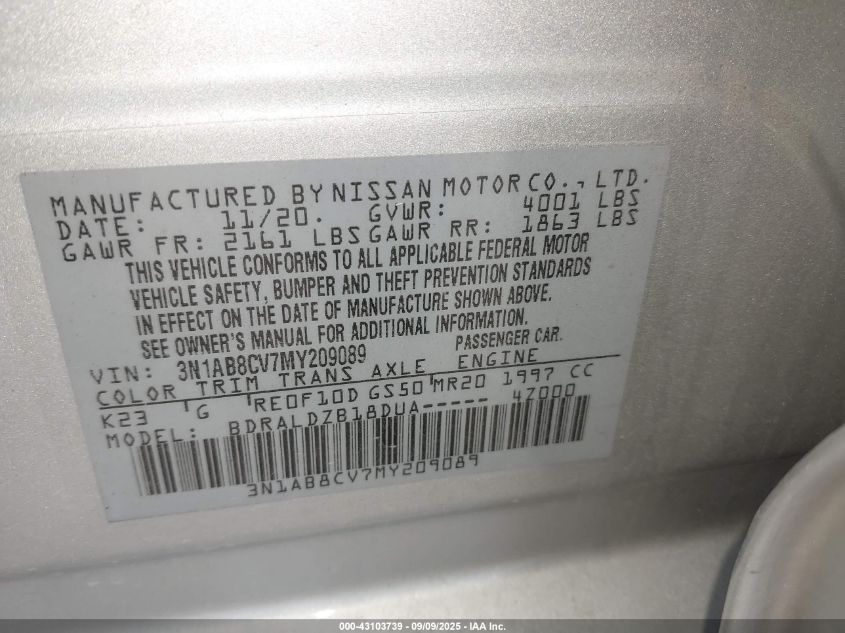 MANUFACTURED BY NISSAN MOTOR CO., LTD.
DATE: 11/20. GVWR: 4001 LBS
GAWR FR: 2161 LBS GAWR RR: 1863 LBS
THIS VEHICLE CONFORMS TO ALL APPLICABLE FEDERAL MOTOR
VEHICLE SAFETY, BUMPER AND THEFT PREVENTION STANDARDS
IN EFFECT ON THE DATE OF MANUFACTURE SHOWN ABOVE.
SEE OWNER'S MANUAL FOR ADDITIONAL INFORMATION.
VIN: 3N1AB8CV7MY209089 PASSENGER CAR.
COLOR TRIM TRANS AXLE ENGINE
K23 G RE0F10D GS50 MR20 1997 CC
MODEL: BDRALDZB18DUA----- 47000
3N1AB8CV7MY209089
000-43103739 - 09/09/2025 - IAA Inc.